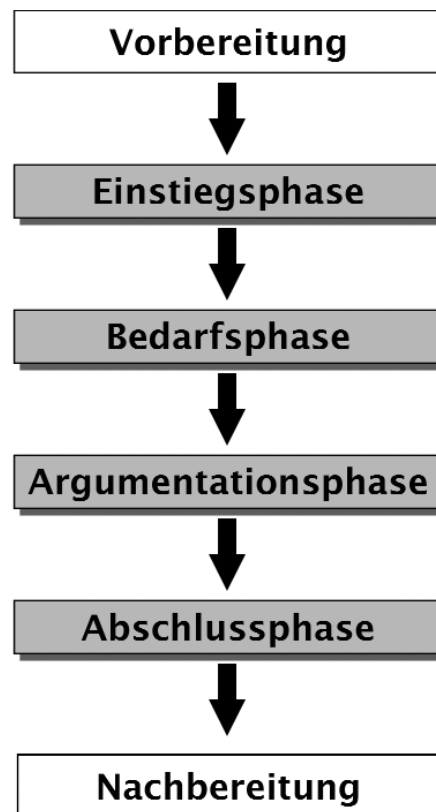 Vorbereitung
Einstiegsphase
Bedarfsphase
Argumentationsphase
Abschlussphase
Nachbereitung